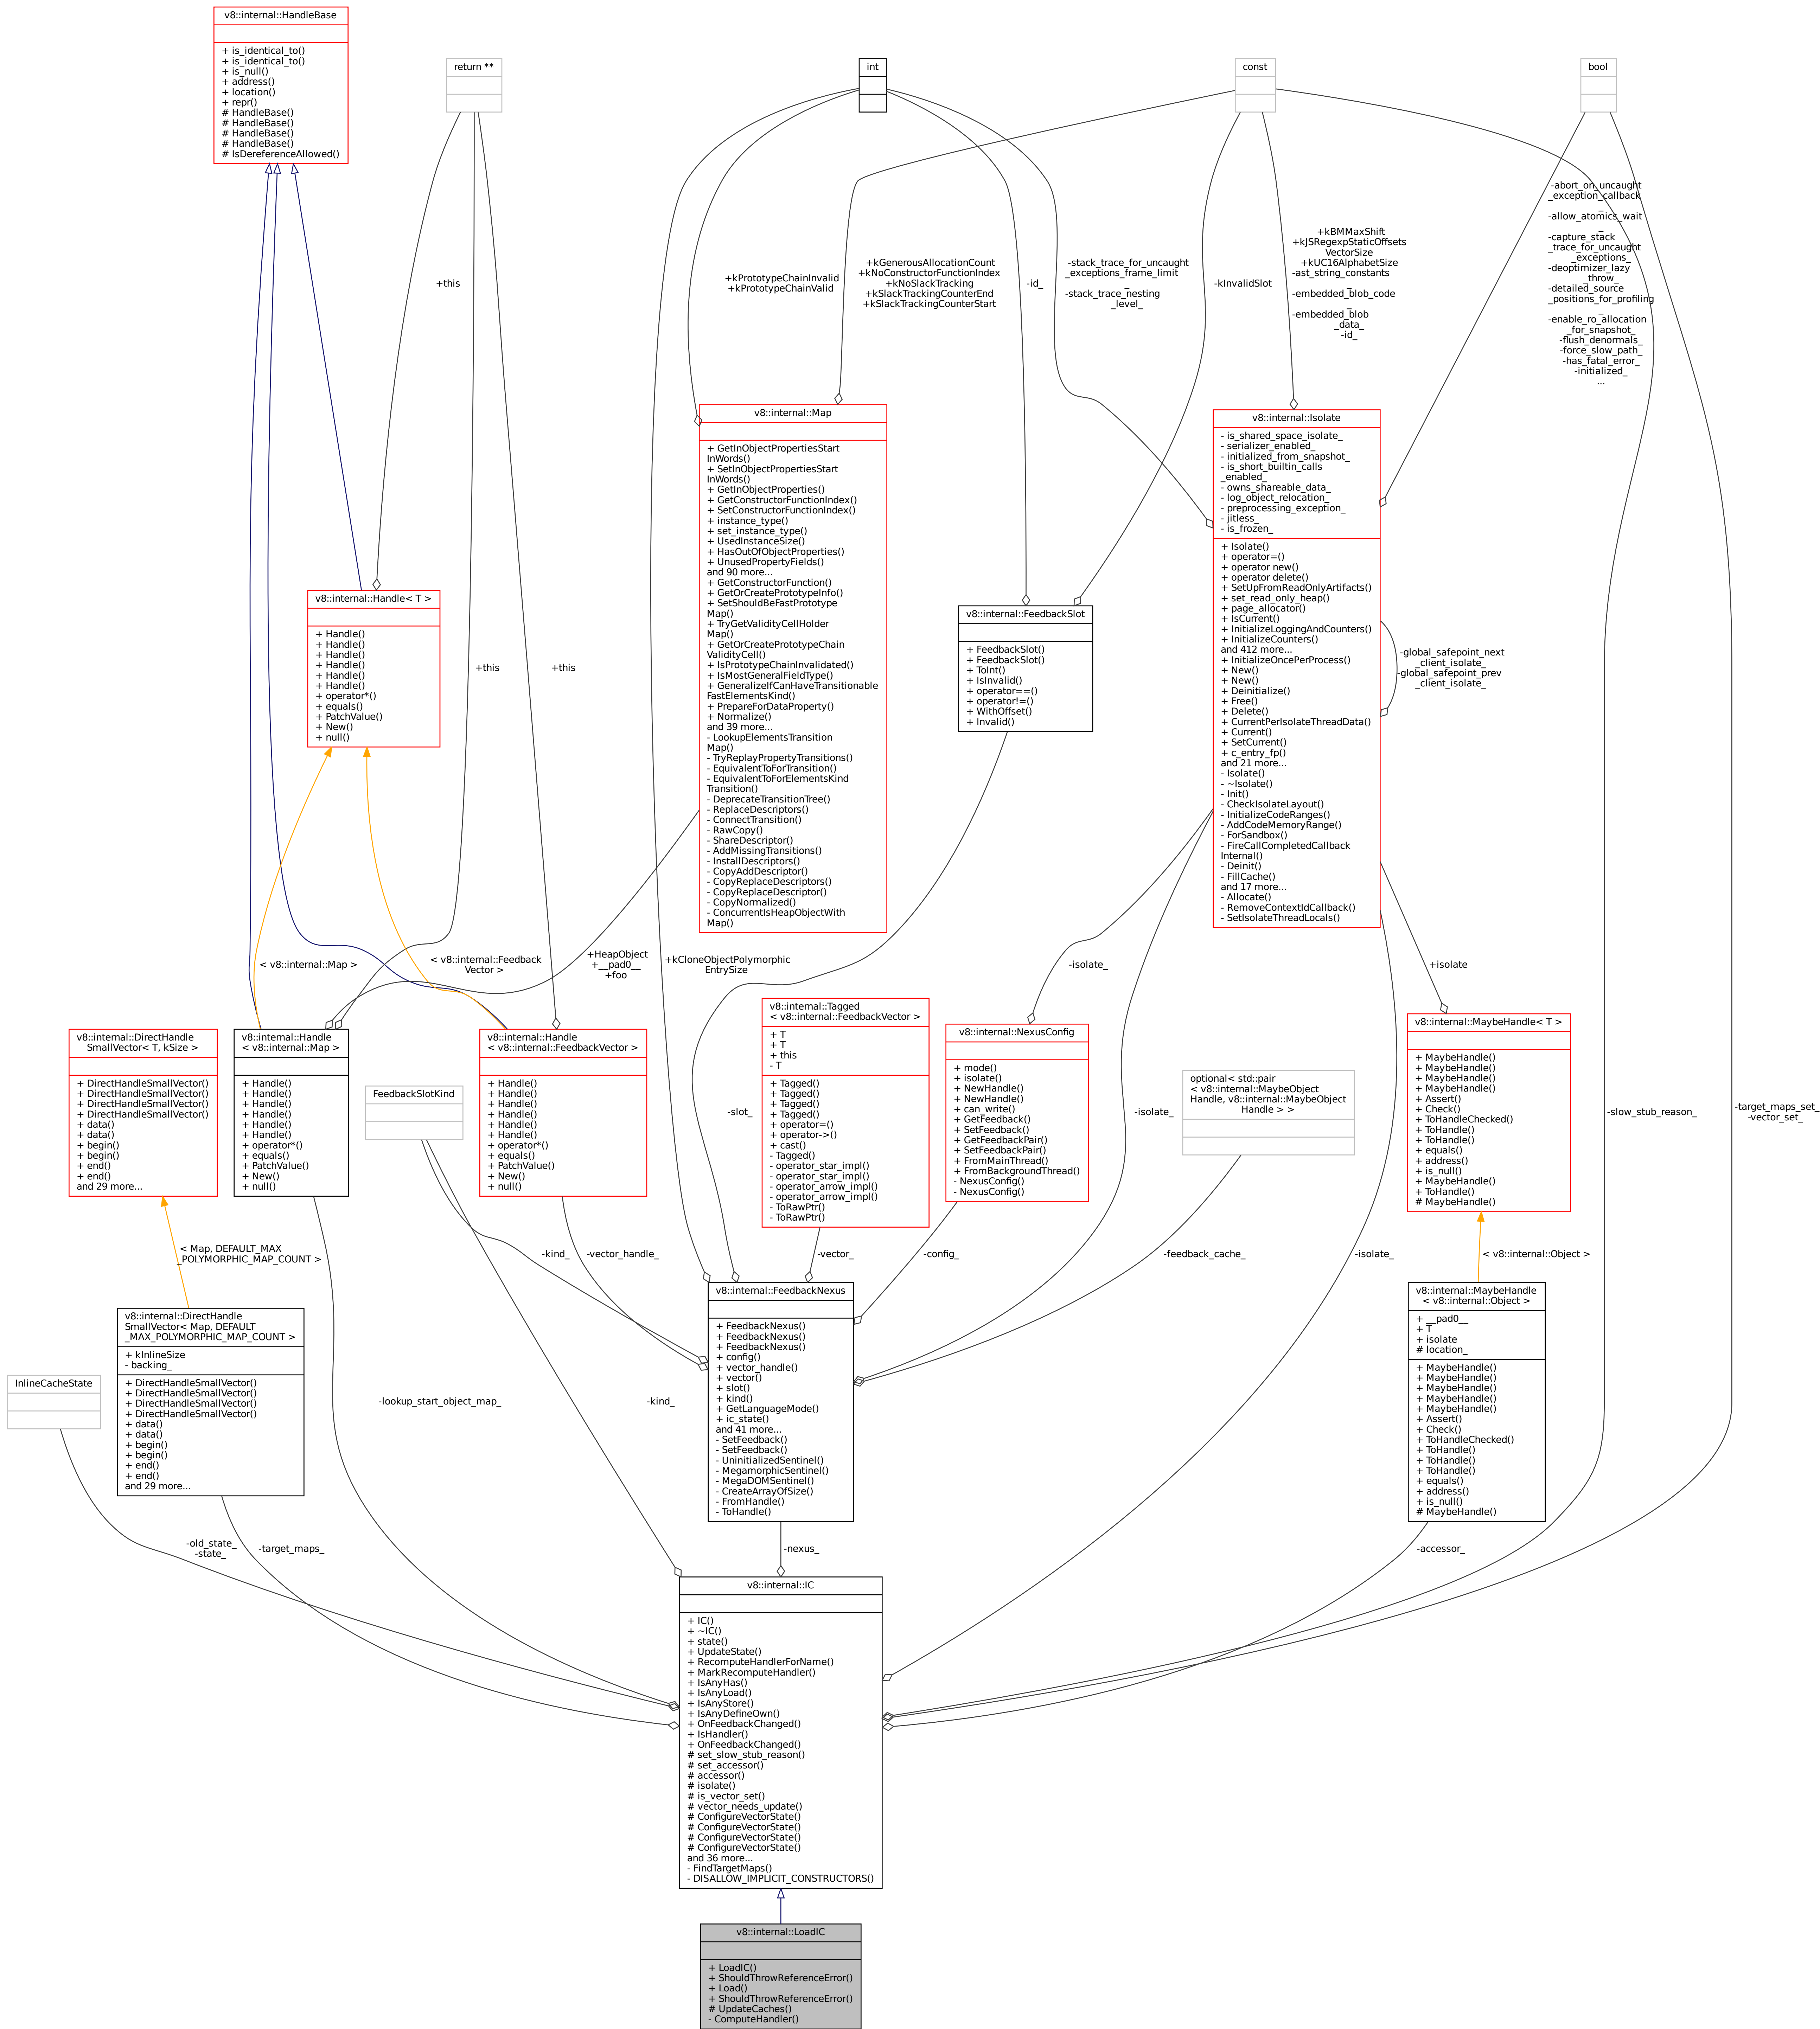 v8::internal::HandleBase
+ is_identical_to()
+ is_identical_to()
+ is_null()
+ address()
+ location()
+ repr()
# HandleBase()
# HandleBase()
# HandleBase()
# HandleBase()
# IsDereferenceAllowed()
return **
int
const
bool
+this
+kPrototypeChainInvalid
+kPrototypeChainValid
+kGenerousAllocationCount
+kNoConstructorFunctionIndex
+kNoSlackTracking
+kSlackTrackingCounterEnd
+kSlackTrackingCounterStart
-id_
-stack_trace_for_uncaught
_exceptions_frame_limit
_
-stack_trace_nesting
_level_
-kInvalidSlot
+kBMMaxShift
+kJSRegexpStaticOffsets
VectorSize
+kUC16AlphabetSize
-ast_string_constants
_
-embedded_blob_code
_
-embedded_blob
_data_
-id_
-abort_on_uncaught
_exception_callback
_
-allow_atomics_wait
_
-capture_stack
_trace_for_uncaught
_exceptions_
-deoptimizer_lazy
_throw_
-detailed_source
_positions_for_profiling
_
-enable_ro_allocation
_for_snapshot_
-flush_denormals_
-force_slow_path_
-has_fatal_error_
-initialized_
...
v8::internal::Map
+ GetInObjectPropertiesStart
InWords()
+ SetInObjectPropertiesStart
InWords()
+ GetInObjectProperties()
+ GetConstructorFunctionIndex()
+ SetConstructorFunctionIndex()
+ instance_type()
+ set_instance_type()
+ UsedInstanceSize()
+ HasOutOfObjectProperties()
+ UnusedPropertyFields()
and 90 more...
+ GetConstructorFunction()
+ GetOrCreatePrototypeInfo()
+ SetShouldBeFastPrototype
Map()
+ TryGetValidityCellHolder
Map()
+ GetOrCreatePrototypeChain
ValidityCell()
+ IsPrototypeChainInvalidated()
+ IsMostGeneralFieldType()
+ GeneralizeIfCanHaveTransitionable
FastElementsKind()
+ PrepareForDataProperty()
+ Normalize()
and 39 more...
- LookupElementsTransition
Map()
- TryReplayPropertyTransitions()
- EquivalentToForTransition()
- EquivalentToForElementsKind
Transition()
- DeprecateTransitionTree()
- ReplaceDescriptors()
- ConnectTransition()
- RawCopy()
- ShareDescriptor()
- AddMissingTransitions()
- InstallDescriptors()
- CopyAddDescriptor()
- CopyReplaceDescriptors()
- CopyReplaceDescriptor()
- CopyNormalized()
- ConcurrentIsHeapObjectWith
Map()
v8::internal::Isolate
- is_shared_space_isolate_
- serializer_enabled_
- initialized_from_snapshot_
- is_short_builtin_calls
_enabled_
- owns_shareable_data_
- log_object_relocation_
- preprocessing_exception_
- jitless_
- is_frozen_
+ Isolate()
+ operator=()
+ operator new()
+ operator delete()
+ SetUpFromReadOnlyArtifacts()
+ set_read_only_heap()
+ page_allocator()
+ IsCurrent()
+ InitializeLoggingAndCounters()
+ InitializeCounters()
and 412 more...
+ InitializeOncePerProcess()
+ New()
+ New()
+ Deinitialize()
+ Free()
+ Delete()
+ CurrentPerIsolateThreadData()
+ Current()
+ SetCurrent()
+ c_entry_fp()
and 21 more...
- Isolate()
- ~Isolate()
- Init()
- CheckIsolateLayout()
- InitializeCodeRanges()
- AddCodeMemoryRange()
- ForSandbox()
- FireCallCompletedCallback
Internal()
- Deinit()
- FillCache()
and 17 more...
- Allocate()
- RemoveContextIdCallback()
- SetIsolateThreadLocals()
v8::internal::Handle< T >
+ Handle()
+ Handle()
+ Handle()
+ Handle()
+ Handle()
+ Handle()
+ operator*()
+ equals()
+ PatchValue()
+ New()
+ null()
+this
+this
v8::internal::FeedbackSlot
+ FeedbackSlot()
+ FeedbackSlot()
+ ToInt()
+ IsInvalid()
+ operator==()
+ operator!=()
+ WithOffset()
+ Invalid()
-global_safepoint_next
_client_isolate_
-global_safepoint_prev
_client_isolate_
< v8::internal::Map >
< v8::internal::Feedback
Vector >
+HeapObject
+__pad0__
+foo
+kCloneObjectPolymorphic
EntrySize
-isolate_
+isolate
v8::internal::DirectHandle
SmallVector< T, kSize >
+ DirectHandleSmallVector()
+ DirectHandleSmallVector()
+ DirectHandleSmallVector()
+ DirectHandleSmallVector()
+ data()
+ data()
+ begin()
+ begin()
+ end()
+ end()
and 29 more...
v8::internal::Handle
< v8::internal::Map >
+ Handle()
+ Handle()
+ Handle()
+ Handle()
+ Handle()
+ Handle()
+ operator*()
+ equals()
+ PatchValue()
+ New()
+ null()
FeedbackSlotKind
v8::internal::Handle
< v8::internal::FeedbackVector >
+ Handle()
+ Handle()
+ Handle()
+ Handle()
+ Handle()
+ Handle()
+ operator*()
+ equals()
+ PatchValue()
+ New()
+ null()
-slot_
v8::internal::Tagged
< v8::internal::FeedbackVector >
+ T
+ T
+ this
- T
+ Tagged()
+ Tagged()
+ Tagged()
+ Tagged()
+ operator=()
+ operator->()
+ cast()
- Tagged()
- operator_star_impl()
- operator_star_impl()
- operator_arrow_impl()
- operator_arrow_impl()
- ToRawPtr()
- ToRawPtr()
v8::internal::NexusConfig
+ mode()
+ isolate()
+ NewHandle()
+ NewHandle()
+ can_write()
+ GetFeedback()
+ SetFeedback()
+ GetFeedbackPair()
+ SetFeedbackPair()
+ FromMainThread()
+ FromBackgroundThread()
- NexusConfig()
- NexusConfig()
-isolate_
optional< std::pair
< v8::internal::MaybeObject
Handle, v8::internal::MaybeObject
Handle > >
v8::internal::MaybeHandle< T >
+ MaybeHandle()
+ MaybeHandle()
+ MaybeHandle()
+ MaybeHandle()
+ Assert()
+ Check()
+ ToHandleChecked()
+ ToHandle()
+ ToHandle()
+ equals()
+ address()
+ is_null()
+ MaybeHandle()
+ ToHandle()
# MaybeHandle()
-slow_stub_reason_
-target_maps_set_
-vector_set_
< Map, DEFAULT_MAX
_POLYMORPHIC_MAP_COUNT >
-kind_
-vector_handle_
-vector_
-config_
-feedback_cache_
-isolate_
< v8::internal::Object >
v8::internal::DirectHandle
SmallVector< Map, DEFAULT
_MAX_POLYMORPHIC_MAP_COUNT >
+ kInlineSize
- backing_
+ DirectHandleSmallVector()
+ DirectHandleSmallVector()
+ DirectHandleSmallVector()
+ DirectHandleSmallVector()
+ data()
+ data()
+ begin()
+ begin()
+ end()
+ end()
and 29 more...
v8::internal::FeedbackNexus
+ FeedbackNexus()
+ FeedbackNexus()
+ FeedbackNexus()
+ config()
+ vector_handle()
+ vector()
+ slot()
+ kind()
+ GetLanguageMode()
+ ic_state()
and 41 more...
- SetFeedback()
- SetFeedback()
- UninitializedSentinel()
- MegamorphicSentinel()
- MegaDOMSentinel()
- CreateArrayOfSize()
- FromHandle()
- ToHandle()
v8::internal::MaybeHandle
< v8::internal::Object >
+ __pad0__
+ T
+ isolate
# location_
+ MaybeHandle()
+ MaybeHandle()
+ MaybeHandle()
+ MaybeHandle()
+ MaybeHandle()
+ Assert()
+ Check()
+ ToHandleChecked()
+ ToHandle()
+ ToHandle()
+ ToHandle()
+ equals()
+ address()
+ is_null()
# MaybeHandle()
InlineCacheState
-lookup_start_object_map_
-kind_
-old_state_
-state_
-target_maps_
-nexus_
-accessor_
v8::internal::IC
+ IC()
+ ~IC()
+ state()
+ UpdateState()
+ RecomputeHandlerForName()
+ MarkRecomputeHandler()
+ IsAnyHas()
+ IsAnyLoad()
+ IsAnyStore()
+ IsAnyDefineOwn()
+ OnFeedbackChanged()
+ IsHandler()
+ OnFeedbackChanged()
# set_slow_stub_reason()
# set_accessor()
# accessor()
# isolate()
# is_vector_set()
# vector_needs_update()
# ConfigureVectorState()
# ConfigureVectorState()
# ConfigureVectorState()
# ConfigureVectorState()
and 36 more...
- FindTargetMaps()
- DISALLOW_IMPLICIT_CONSTRUCTORS()
v8::internal::LoadIC
+ LoadIC()
+ ShouldThrowReferenceError()
+ Load()
+ ShouldThrowReferenceError()
# UpdateCaches()
- ComputeHandler()